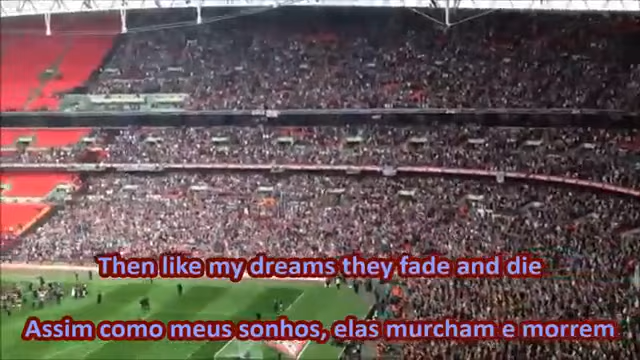 Then like my dreams they fade and die
Assim como meus sonhos, elas murcham e morrem